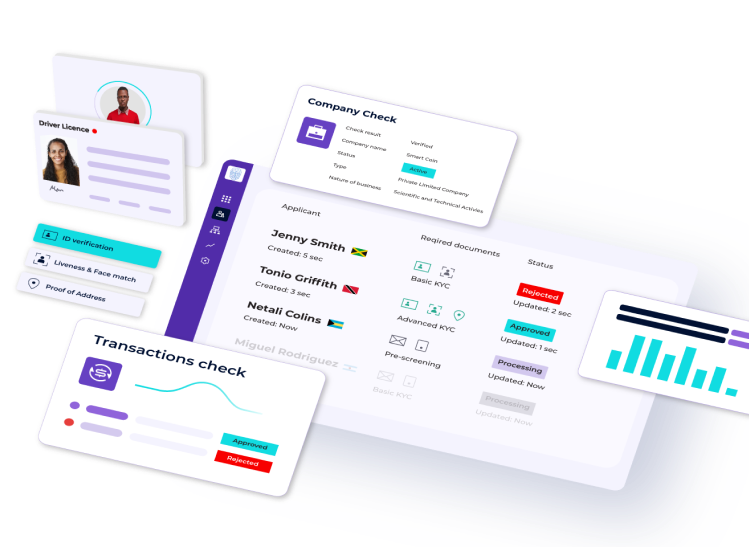 Driver Licence
ID verification
Liveness & Face match
Proof of Address
Company Check
Check result Verified
Company name Smart Coin
Status Active
Type Private Limited Company
Nature of business Scientific and Technical Activies
Applicant Reqired documents Status
Jenny Smith
Created: 5 sec
Basic KYC
Rejected
Updated: 2 sec
Tonio Griffith
Created: 3 sec
Advanced KYC
Approved
Updated: 1 sec
Netali Colins
Created: Now
Pre-screening
Processing
Updated: Now
Miguel Rodriguez
Basic KYC
Processing
Updated: Now
Transactions check
Approved
Rejected